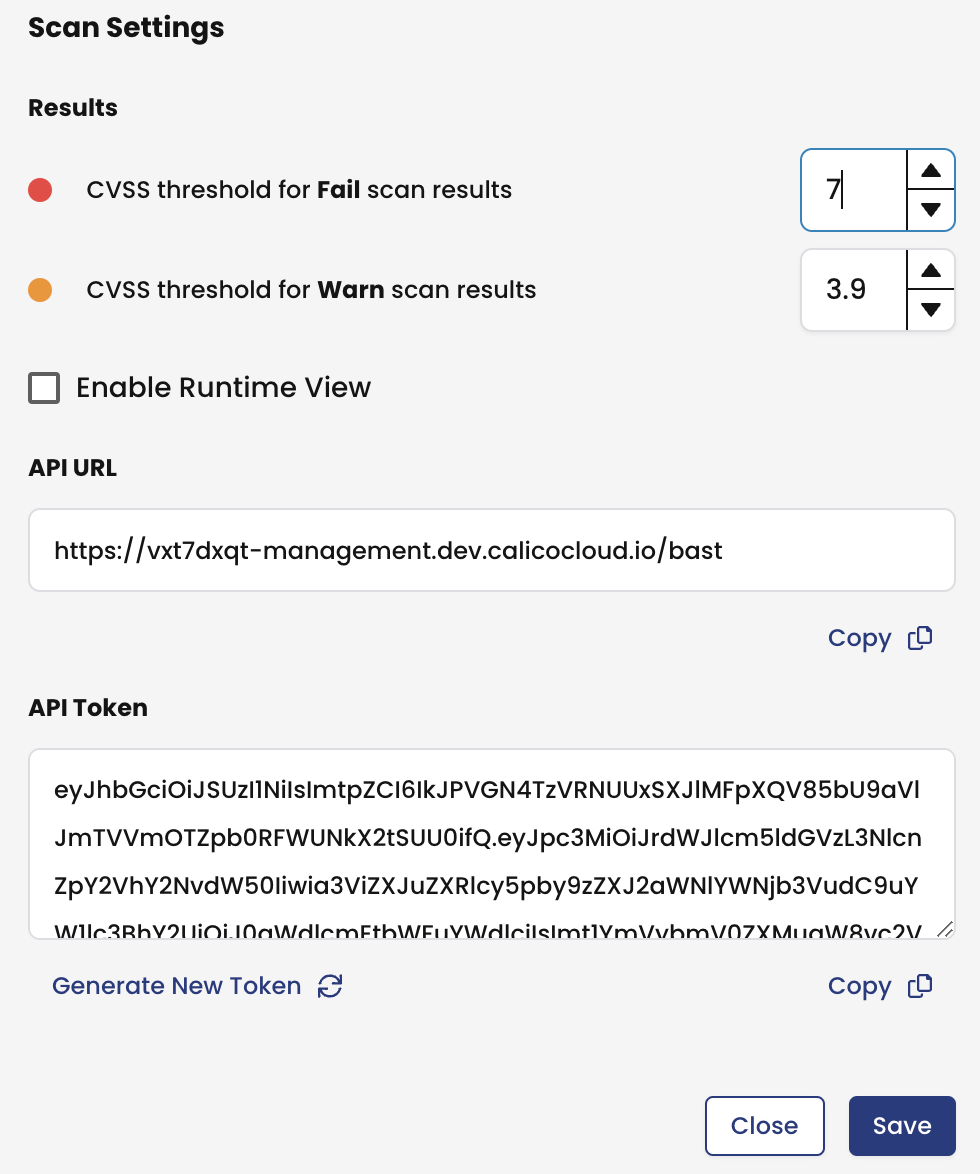 Scan Settings
Results
CVSS threshold for Fail scan results
7
CVSS threshold for Warn scan results
3.9
Enable Runtime View
API URL
https://vxt7dxqt-management.dev.calicocloud.io/bast
Copy
API Token
eyJhbGciOiJSUzI1NiIsImtpZCI6IkJPVGN4TzVRNUUxSXJlMFpXQV85bU9aVl
JmTVVmOTZpb0RFWUNkX2tSUU0ifQ.eyJpc3MiOiJrdWJlcm5ldGVzL3Nlcn
ZpY2VhY2NvdW50Iiwia3ViZXJuZXRlcy5pby9zZXJ2aWNlYWNjb3VudC9uY
Generate New Token
Copy
Close
Save